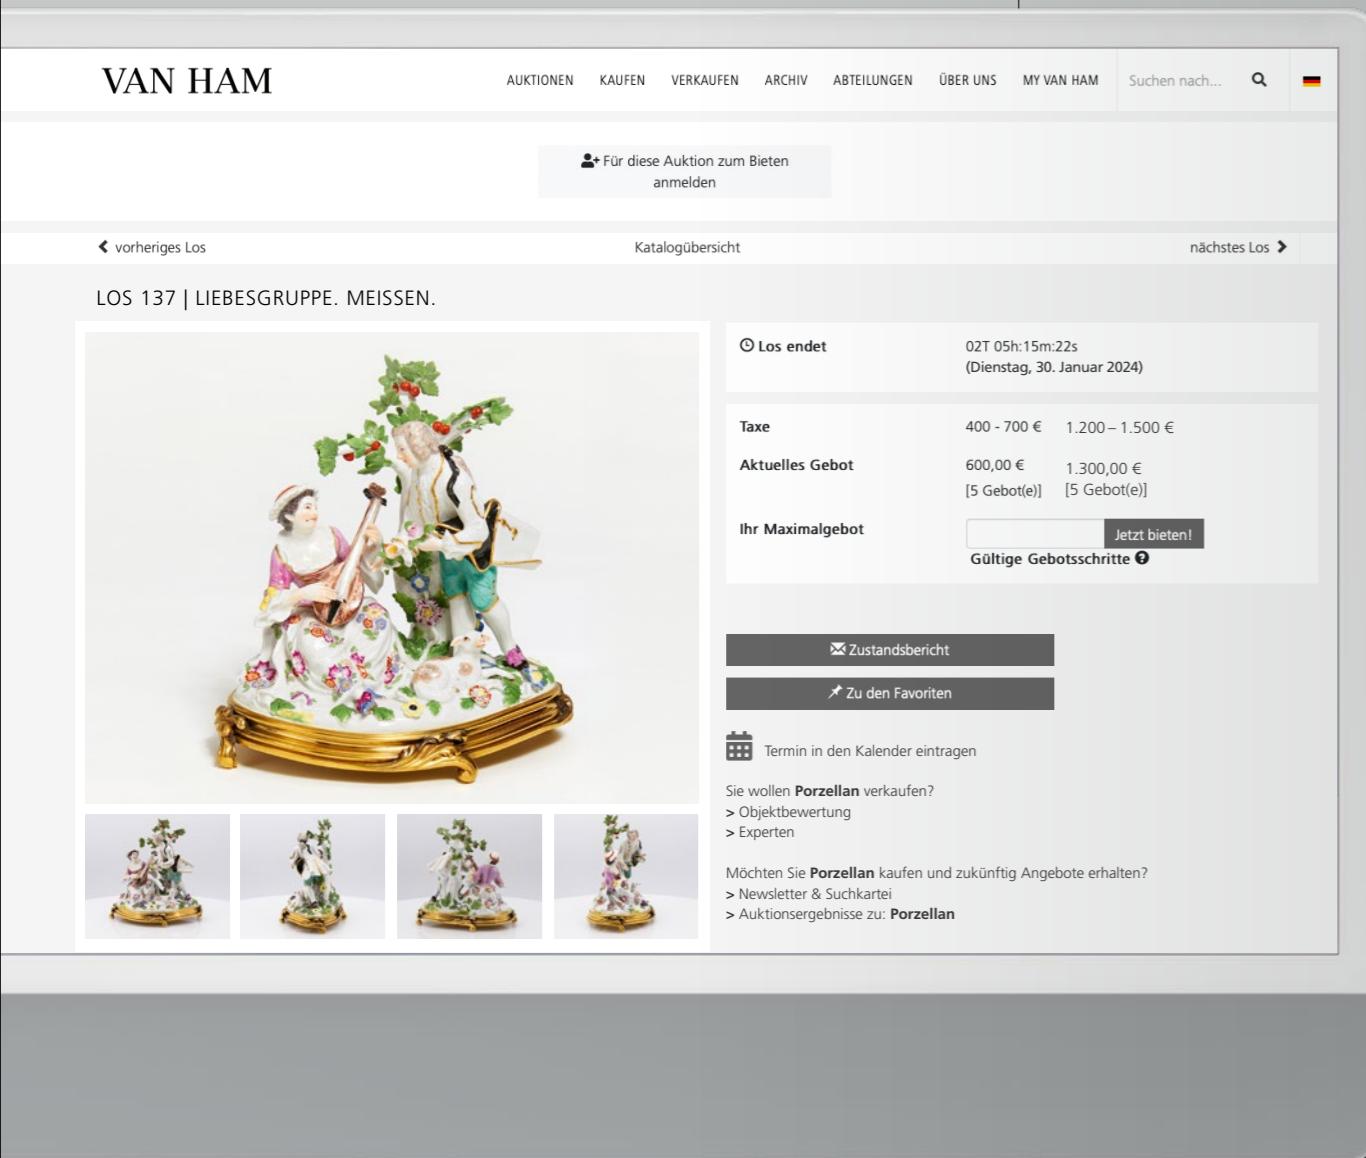 VAN HAM
AUKTIONEN KAUFEN VERKAUFEN ARCHIV ABTEILUNGEN ÜBER UNS MY VAN HAM Suchen nach...
Für diese Auktion zum Bieten
anmelden
vorheriges Los Katalogübersicht nächstes Los
LOS 137 | LIEBESGRUPPE. MEISSEN.
Los endet 02T 05h:15m:22s
(Dienstag, 30. Januar 2024)
Taxe 400 - 700 € 1.200 – 1.500 €
Aktuelles Gebot 600,00 € 1.300,00 €
[5 Gebot(e)] [5 Gebot(e)]
Ihr Maximalgebot Jetzt bieten!
Gültige Gebotsschritte ?
Zustandsbericht
Zu den Favoriten
Termin in den Kalender eintragen
Sie wollen Porzellan verkaufen?
> Objektbewertung
> Experten
Möchten Sie Porzellan kaufen und zukünftig Angebote erhalten?
> Newsletter & Suchkartei
> Auktionsergebnisse zu: Porzellan